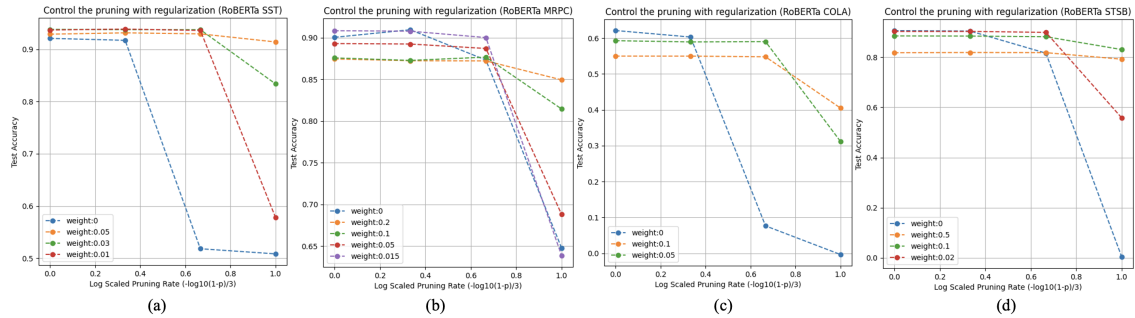 Control the pruning with regularization (RoBERTa SST)
Test Accuracy
0.9
0.8
0.7
0.6
0.5
weight:0
weight:0.05
weight:0.03
weight:0.01
0.0 0.2 0.4 0.6 0.8 1.0
Log Scaled Pruning Rate (-log10(1-p)/3)
(a)
Control the pruning with regularization (RoBERTa MRPC)
Test Accuracy
0.90
0.85
0.80
0.75
0.70
0.65
weight:0
weight:0.2
weight:0.1
weight:0.05
weight:0.015
0.0 0.2 0.4 0.6 0.8 1.0
Log Scaled Pruning Rate (-log10(1-p)/3)
(b)
Control the pruning with regularization (RoBERTa COLA)
Test Accuracy
0.6
0.5
0.4
0.3
0.2
0.1
0.0
weight:0
weight:0.1
weight:0.05
0.0 0.2 0.4 0.6 0.8 1.0
Log Scaled Pruning Rate (-log10(1-p)/3)
(c)
Control the pruning with regularization (RoBERTa STSB)
Test Accuracy
0.8
0.6
0.4
0.2
0.0
weight:0
weight:0.5
weight:0.1
weight:0.02
0.0 0.2 0.4 0.6 0.8 1.0
Log Scaled Pruning Rate (-log10(1-p)/3)
(d)